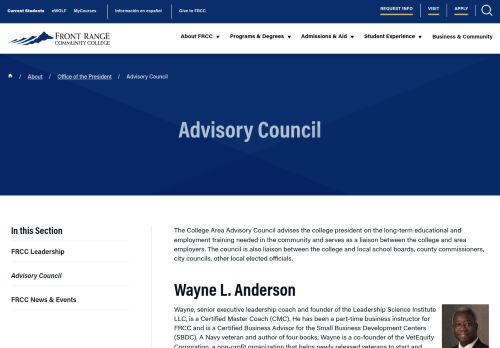 Current Students eWOLF MyCourses Information en español Give to FRCC REQUEST INFO VISIT APPLY
FRONT RANGE
COMMUNITY COLLEGE
About FRCC Programs & Degrees Admissions & Aid Student Experience Business & Community
/ About / Office of the President / Advisory Council
Advisory Council
In this Section
FRCC Leadership
Advisory Council
FRCC News & Events
The College Area Advisory Council advises the college president on the long-term educational and
employment training needed in the community and serves as a liaison between the college and area
employers. The council is also liaison between the college and local school boards, county commissioners,
city councils, other local elected officials.
Wayne L. Anderson
Wayne, senior executive leadership coach and founder of the Leadership Science Institute
LLC, is a Certified Master Coach (CMC). He has been a part-time business instructor for
FRCC and is a Certified Business Advisor for the Small Business Development Centers
(SBDC). A Navy veteran and author of four books, Wayne is a co-founder of the VetEquity
Corporation, a non-profit organization that helps newly released veterans to start and